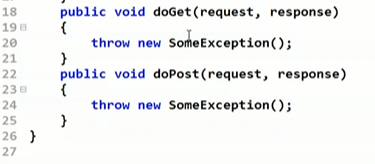 18 public void doGet(request, response)
19 {
20 throw new SomeException();
21 }
22 public void doPost(request, response)
23 {
24 throw new SomeException();
25 }
26 }
27